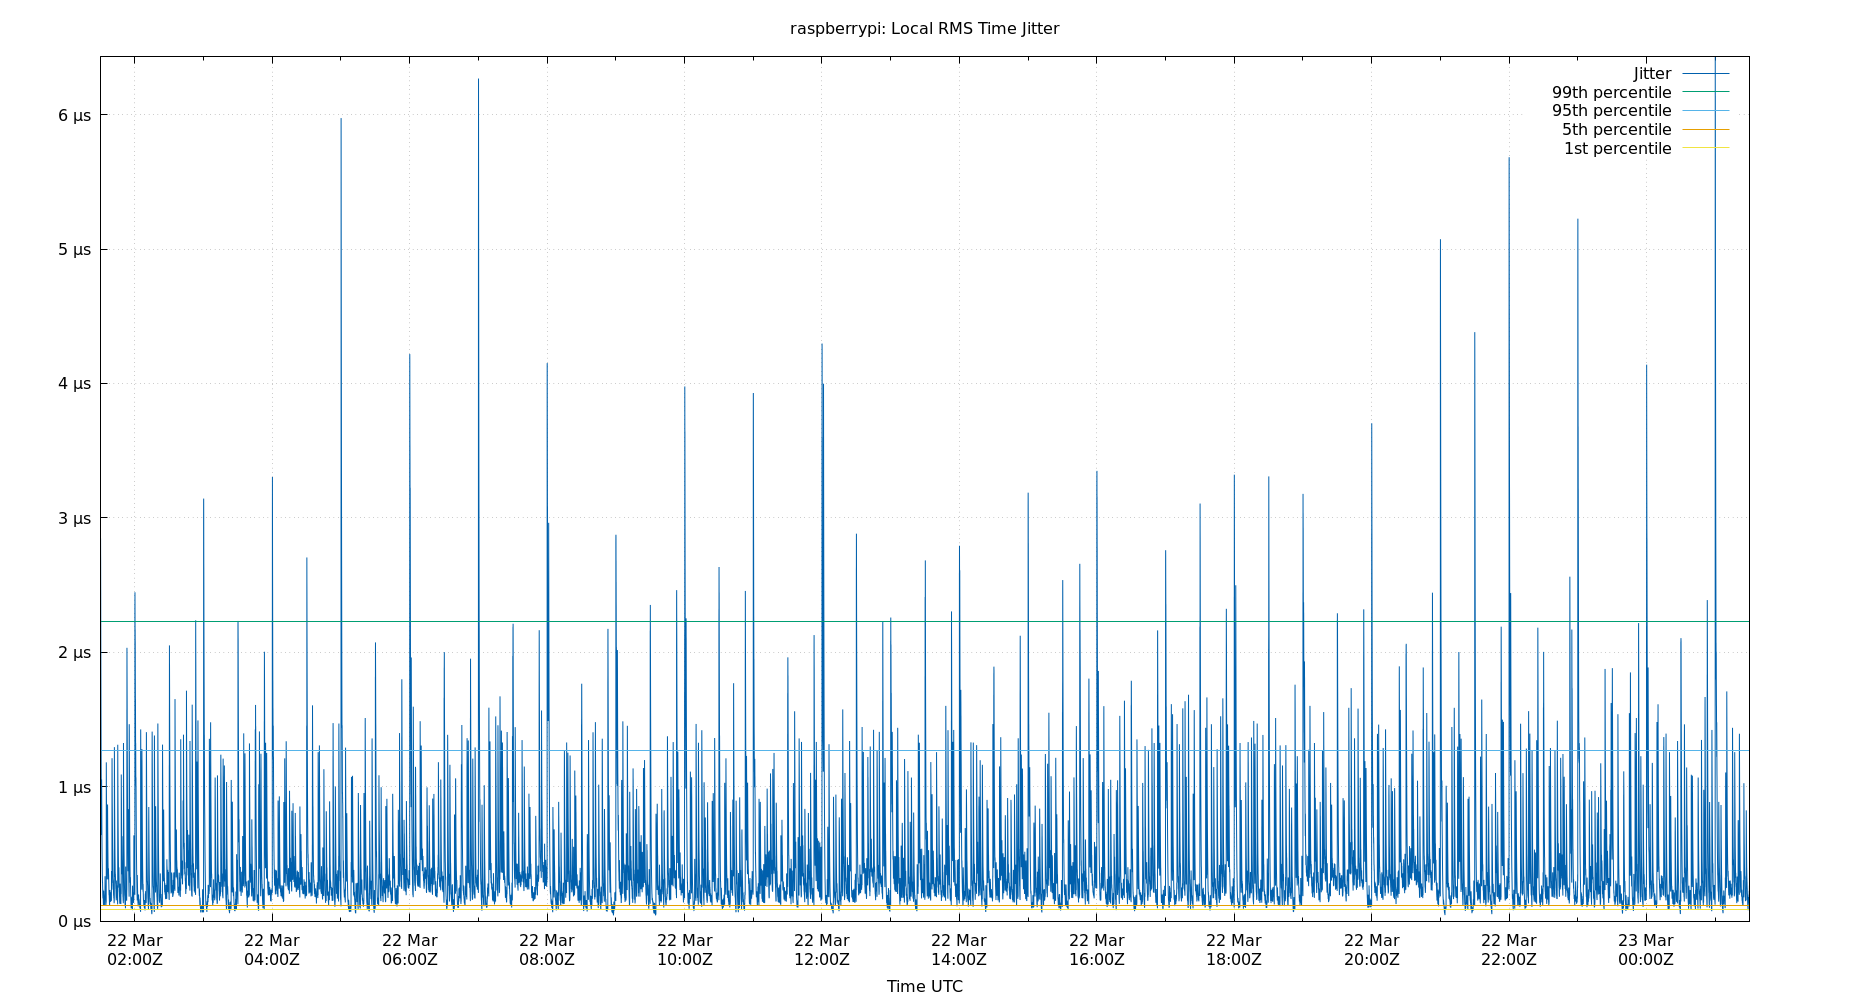 raspberrypi: Local RMS Time Jitter
Jitter
99th percentile
95th percentile
5th percentile
1st percentile
6 µs
5 µs
4 µs
3 µs
2 µs
1 µs
0 µs
22 Mar 22 Mar 22 Mar 22 Mar 22 Mar 22 Mar 22 Mar 22 Mar 22 Mar 22 Mar 22 Mar 23 Mar
02:00Z 04:00Z 06:00Z 08:00Z 10:00Z 12:00Z 14:00Z 16:00Z 18:00Z 20:00Z 22:00Z 00:00Z
Time UTC